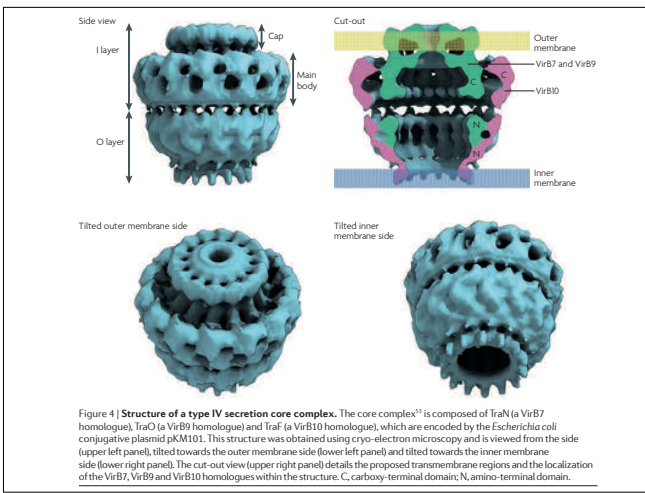 Side view
I layer
Cap
Main
body
O layer
Cut-out
Outer
membrane
VirB7 and VirB9
C
C
VirB10
N
N
Inner
membrane
Tilted outer membrane side
Tilted inner
membrane side
Figure 4 | Structure of a type IV secretion core complex. The core complex⁵³ is composed of TraN (a VirB7
homologue), TraO (a VirB9 homologue) and TraF (a VirB10 homologue), which are encoded by the Escherichia coli
conjugative plasmid pKM101. This structure was obtained using cryo-electron microscopy and is viewed from the side
(upper left panel), tilted towards the outer membrane side (lower left panel) and tilted towards the inner membrane
side (lower right panel). The cut-out view (upper right panel) details the proposed transmembrane regions and the localization
of the VirB7, VirB9 and VirB10 homologues within the structure. C, carboxy-terminal domain; N, amino-terminal domain.